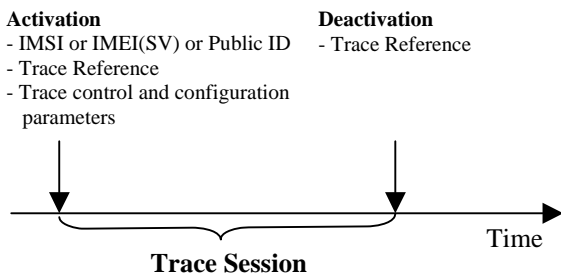 Activation
- IMSI or IMEI(SV) or Public ID
- Trace Reference
- Trace control and configuration
parameters
Deactivation
- Trace Reference
Time
Trace Session